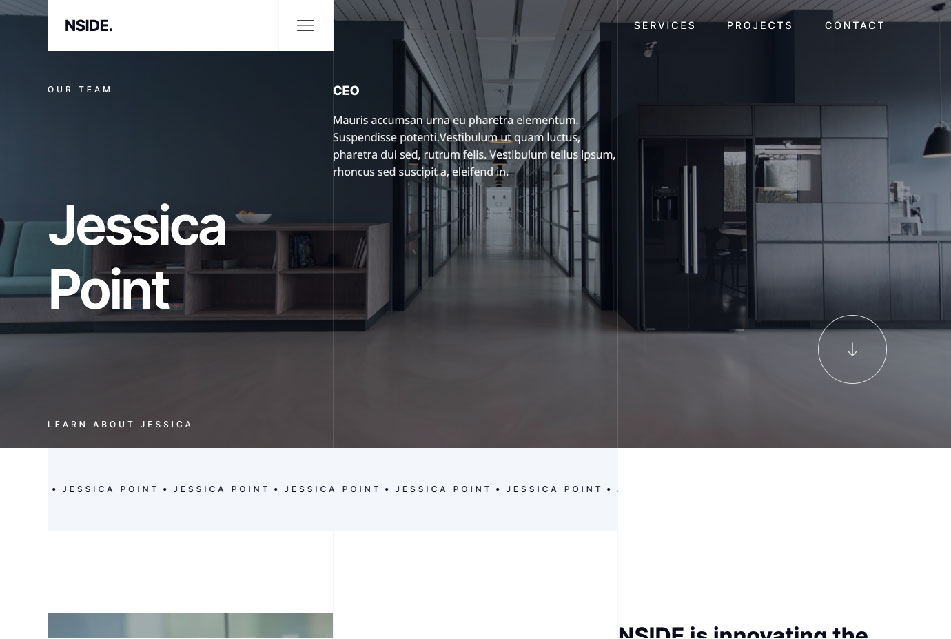 NSIDE.
SERVICES
PROJECTS
CONTACT
OUR TEAM
CEO
Mauris accumsan urna eu pharetra elementum.
Suspendisse potenti.Vestibulum ut quam luctus,
pharetra dui sed, rutrum felis. Vestibulum tellus ipsum,
rhoncus sed suscipit a, eleifend in.
Jessica
Point
LEARN ABOUT JESSICA
• JESSICA POINT • JESSICA POINT • JESSICA POINT • JESSICA POINT • JESSICA POINT •
NSIDE is innovating the